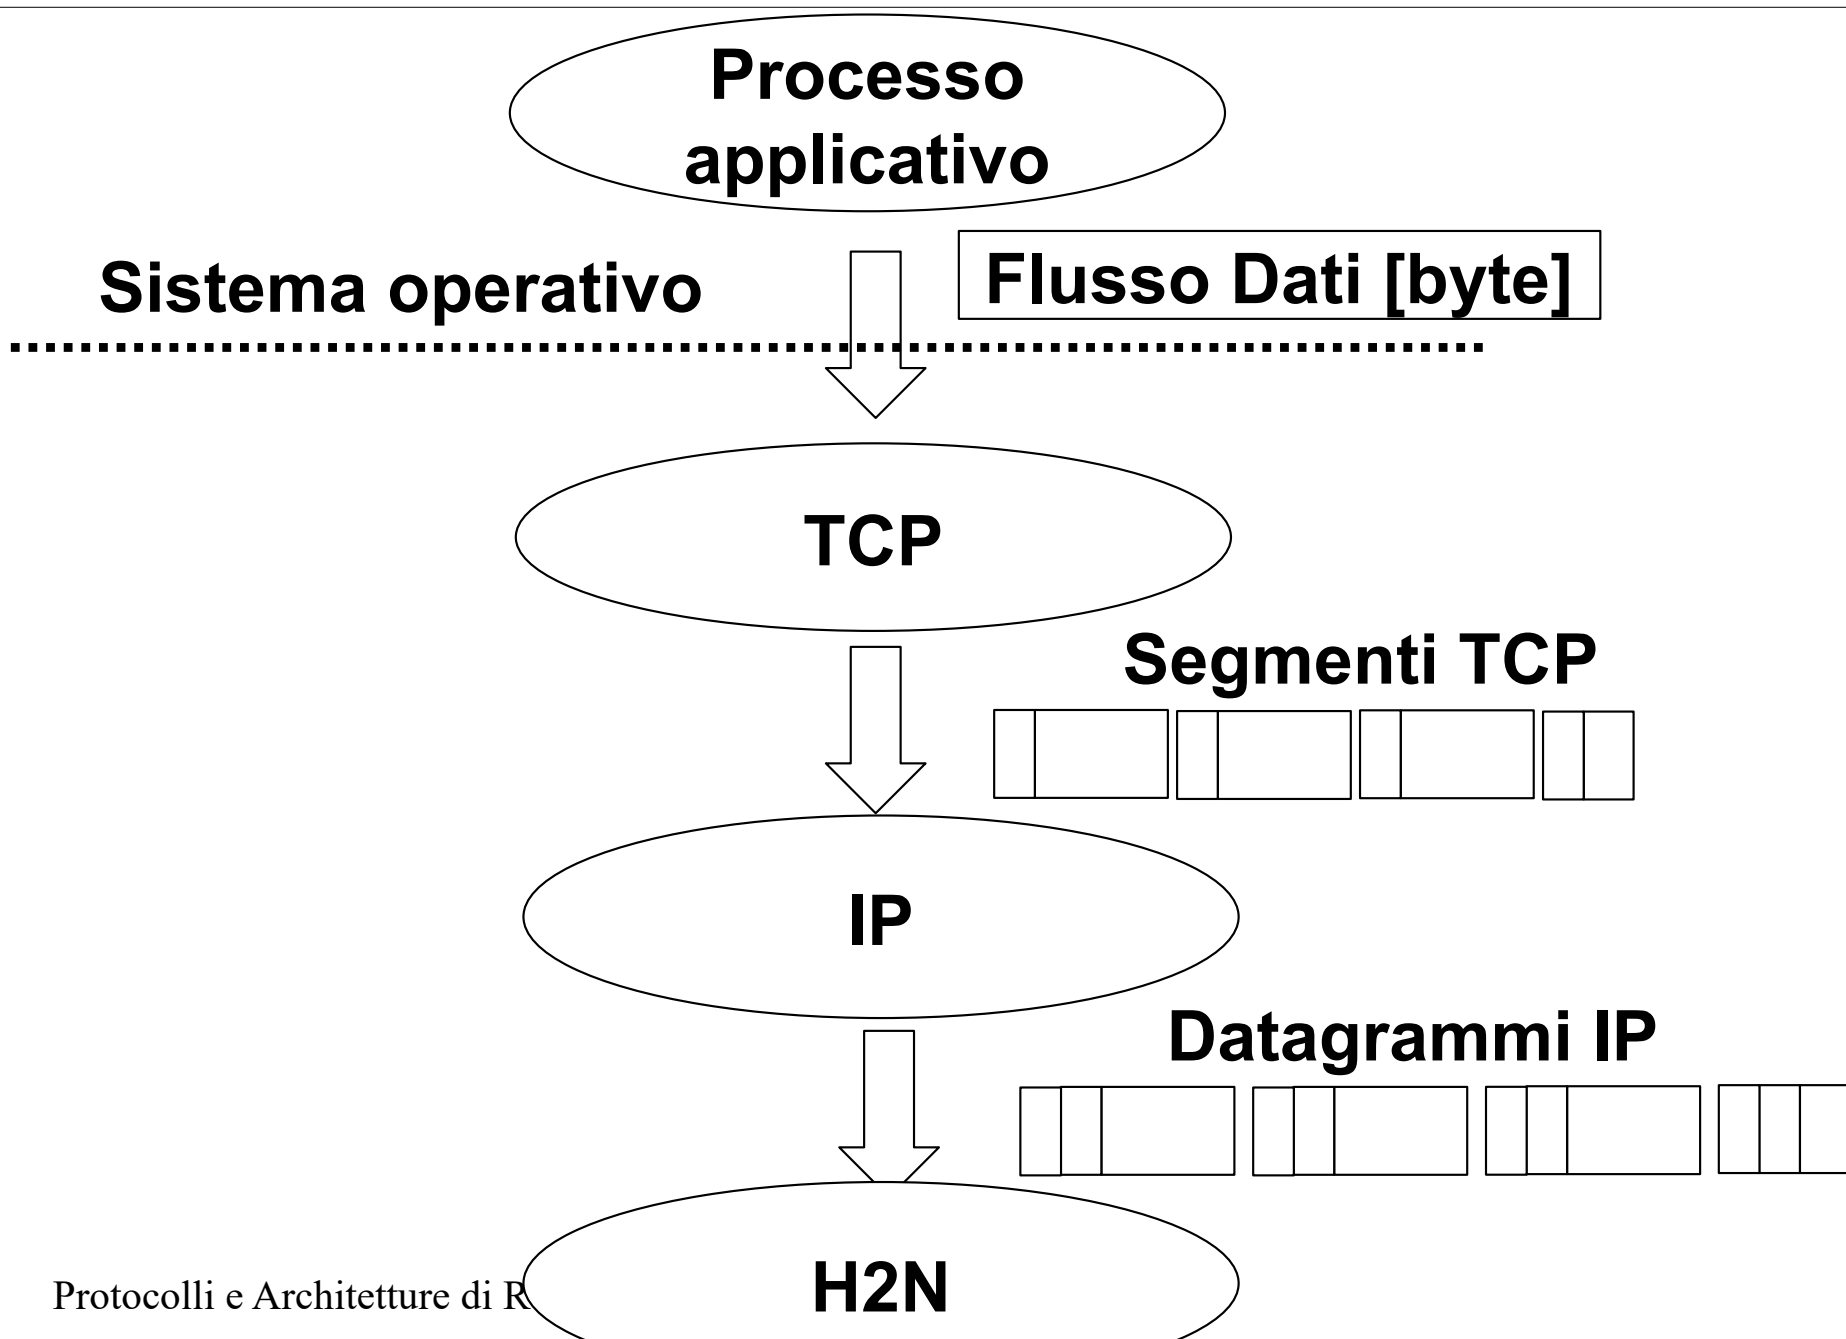 Processo
applicativo
Sistema operativo
Flusso Dati [byte]
TCP
Segmenti TCP
IP
Datagrammi IP
H2N
Protocolli e Architetture di R